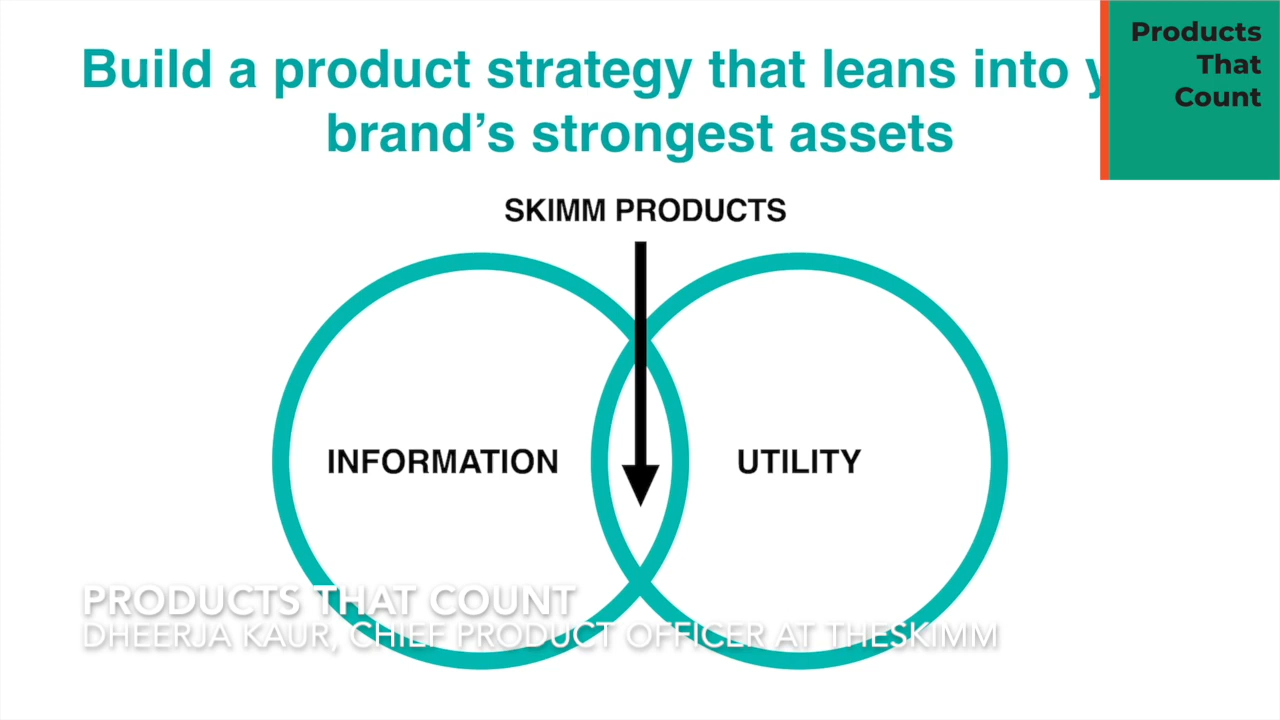 Build a product strategy that leans into
brand's strongest assets
Products
That
Count
SKIMM PRODUCTS
INFORMATION
UTILITY
PRODUCTS THAT COUNT
DHEERJA KAUR, CHIEF PRODUCT OFFICER AT THESKIMM